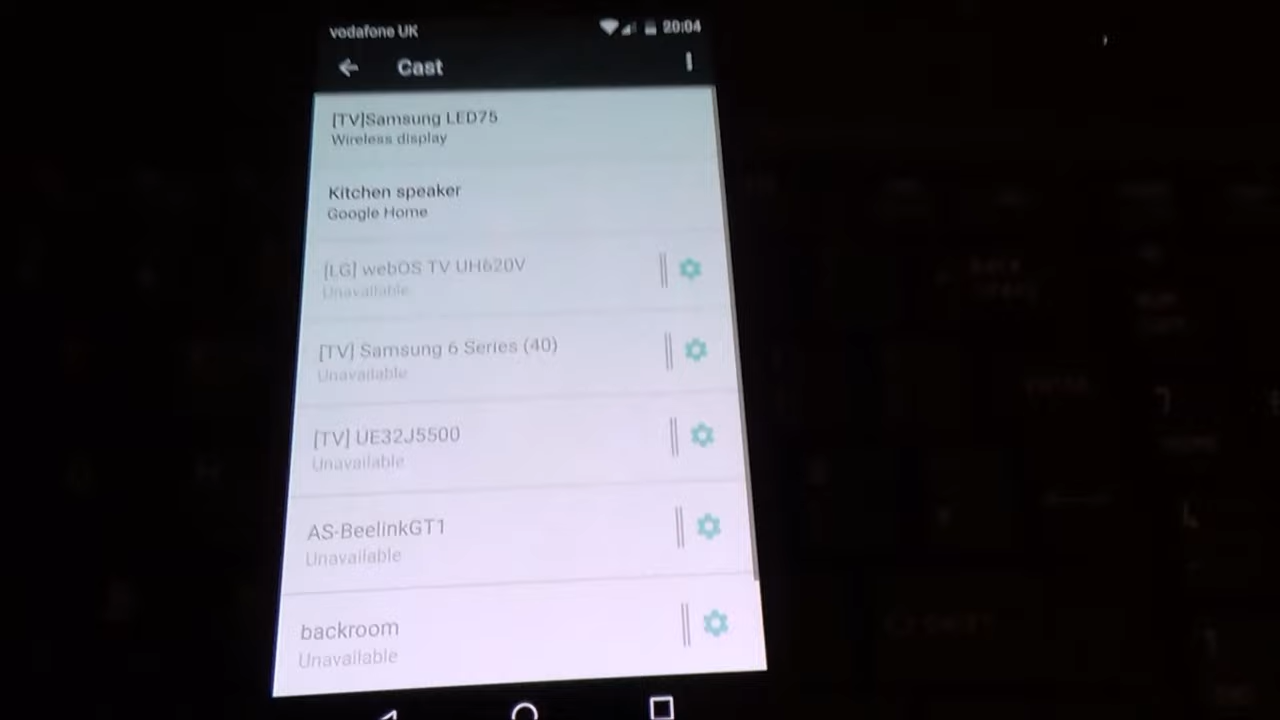 vodafone UK
20:04
Cast
[TV]Samsung LED75
Wireless display
Kitchen speaker
Google Home
[LG] webOS TV UH620V
Unavailable
[TV] Samsung 6 Series (40)
Unavailable
[TV] UE32J5500
Unavailable
AS-BeelinkGT1
Unavailable
backroom
Unavailable